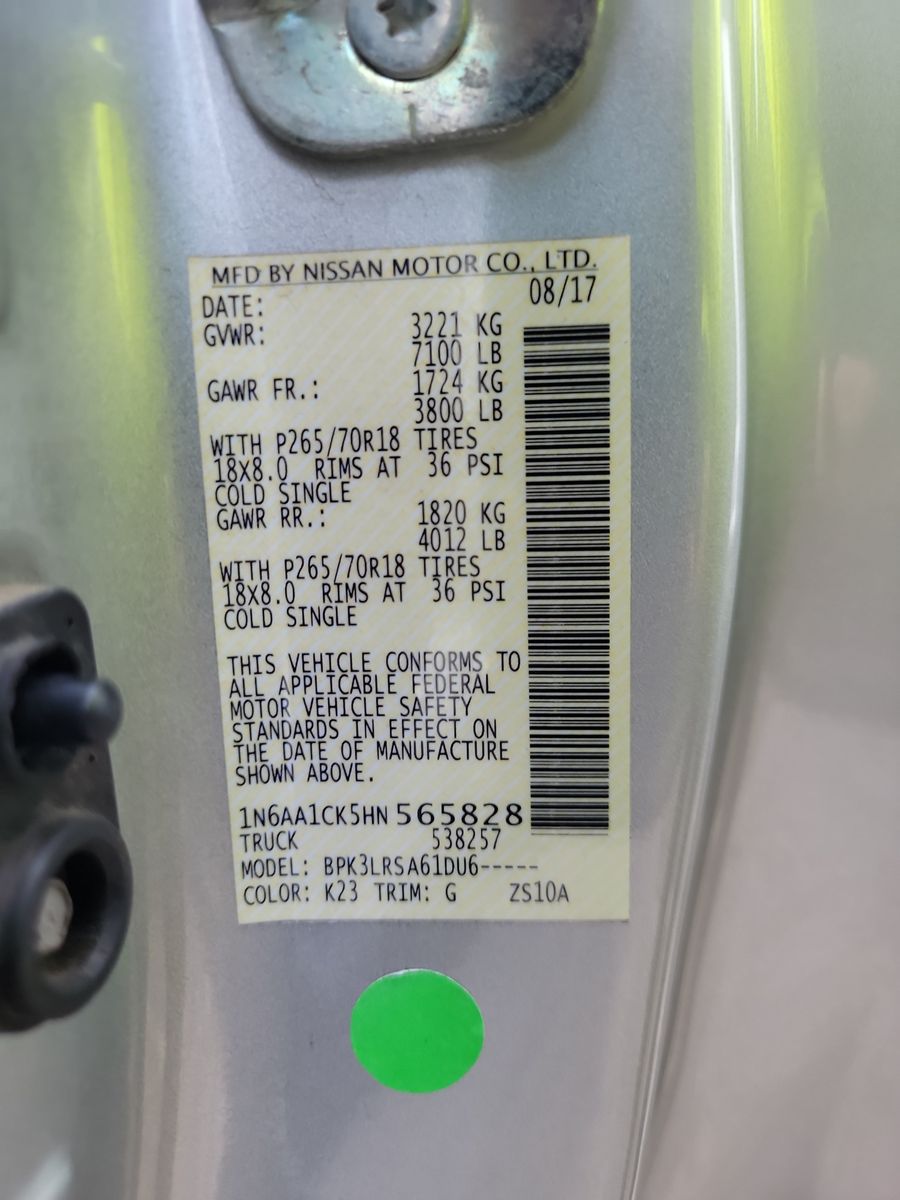 MFD BY NISSAN MOTOR CO., LTD.
DATE: 08/17
GVWR: 3221 KG
7100 LB
GAWR FR.: 1724 KG
3800 LB
WITH P265/70R18 TIRES
18X8.0 RIMS AT 36 PSI
COLD SINGLE
GAWR RR.: 1820 KG
4012 LB
WITH P265/70R18 TIRES
18X8.0 RIMS AT 36 PSI
COLD SINGLE
THIS VEHICLE CONFORMS TO
ALL APPLICABLE FEDERAL
MOTOR VEHICLE SAFETY
STANDARDS IN EFFECT ON
THE DATE OF MANUFACTURE
SHOWN ABOVE.
1N6AA1CK5HN 565828
TRUCK 538257
MODEL: BPK3LRSA61DU6-----
COLOR: K23 TRIM: G ZS10A